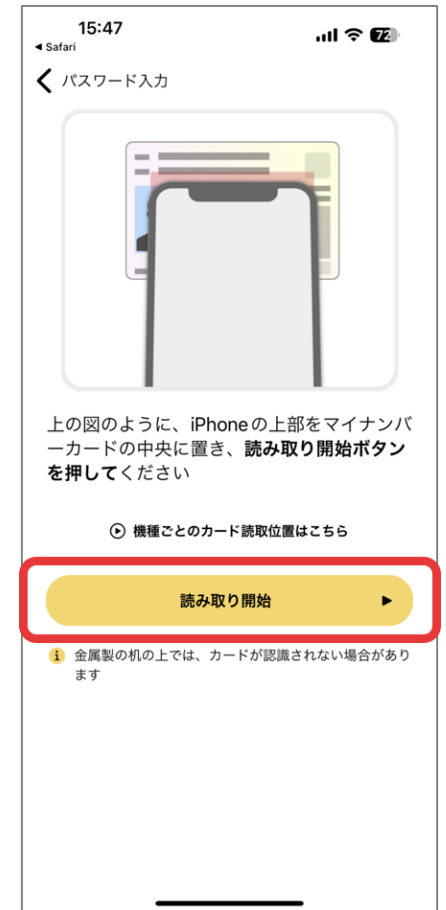 15:47
72
◀ Safari
パスワード入力
上の図のように、iPhoneの上部をマイナンバ
ーカードの中央に置き、読み取り開始ボタン
を押してください
機種ごとのカード読取位置はこちら
読み取り開始
金属製の机の上では、カードが認識されない場合があり
ます